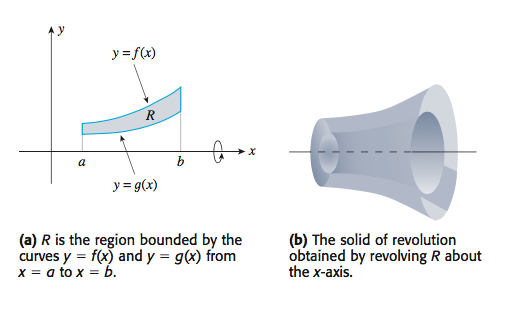 y
y = f(x)
R
a
b
x
y = g(x)
(a) R is the region bounded by the
curves y = f(x) and y = g(x) from
x = a to x = b.
(b) The solid of revolution
obtained by revolving R about
the x-axis.